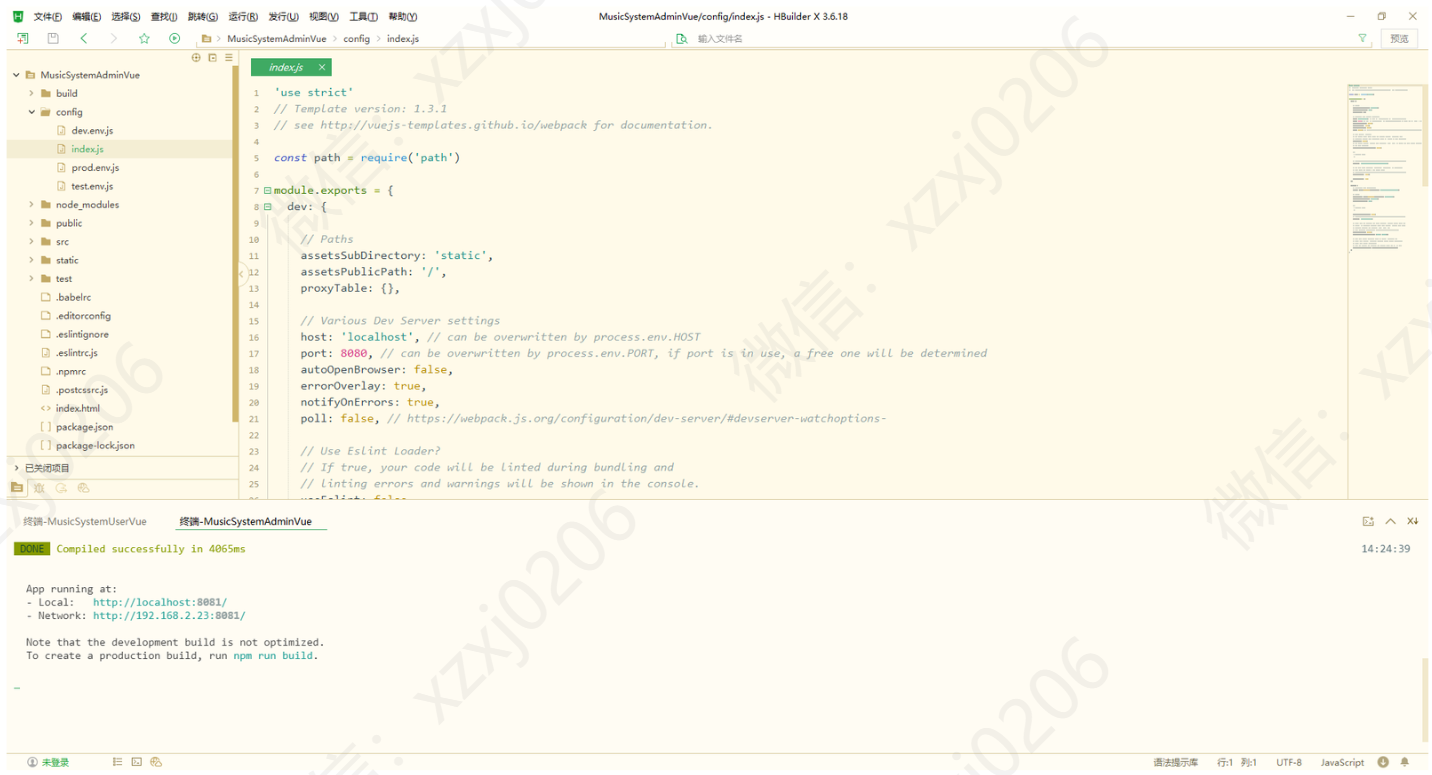 文件(F) 编辑(E) 选择(S) 查找(I) 跳转(G) 运行(R) 发行(U) 视图(V) 工具(T) 帮助(Y)
MusicSystemAdminVue/config/index.js - HBuilder X 3.6.18
MusicSystemAdminVue > config > index.js
输入文件名
预览
MusicSystemAdminVue
build
config
dev.env.js
index.js
prod.env.js
test.env.js
node_modules
public
src
static
test
.babelrc
.editorconfig
.eslintignore
.eslintrc.js
.npmrc
.postcssrc.js
index.html
package.json
package-lock.json
已关闭项目
index.js
1 'use strict'
2 // Template version: 1.3.1
3 // see http://vuejs-templates.github.io/webpack for documentation.
4
5 const path = require('path')
6
7 module.exports = {
8 dev: {
9
10 // Paths
11 assetsSubDirectory: 'static',
12 assetsPublicPath: '/',
13 proxyTable: {},
14
15 // Various Dev Server settings
16 host: 'localhost', // can be overwritten by process.env.HOST
17 port: 8080, // can be overwritten by process.env.PORT, if port is in use, a free one will be determined
18 autoOpenBrowser: false,
19 errorOverlay: true,
20 notifyOnErrors: true,
21 poll: false, // https://webpack.js.org/configuration/dev-server/#devserver-watchoptions-
22
23 // Use Eslint Loader?
24 // If true, your code will be linted during bundling and
25 // linting errors and warnings will be shown in the console.
26 useEslint: false,
终端-MusicSystemUserVue 终端-MusicSystemAdminVue
DONE Compiled successfully in 4065ms
14:24:39
App running at:
- Local: http://localhost:8081/
- Network: http://192.168.2.23:8081/
Note that the development build is not optimized.
To create a production build, run npm run build.
未登录
语法提示库 行:1 列:1 UTF-8 JavaScript
微信: xzxj0206